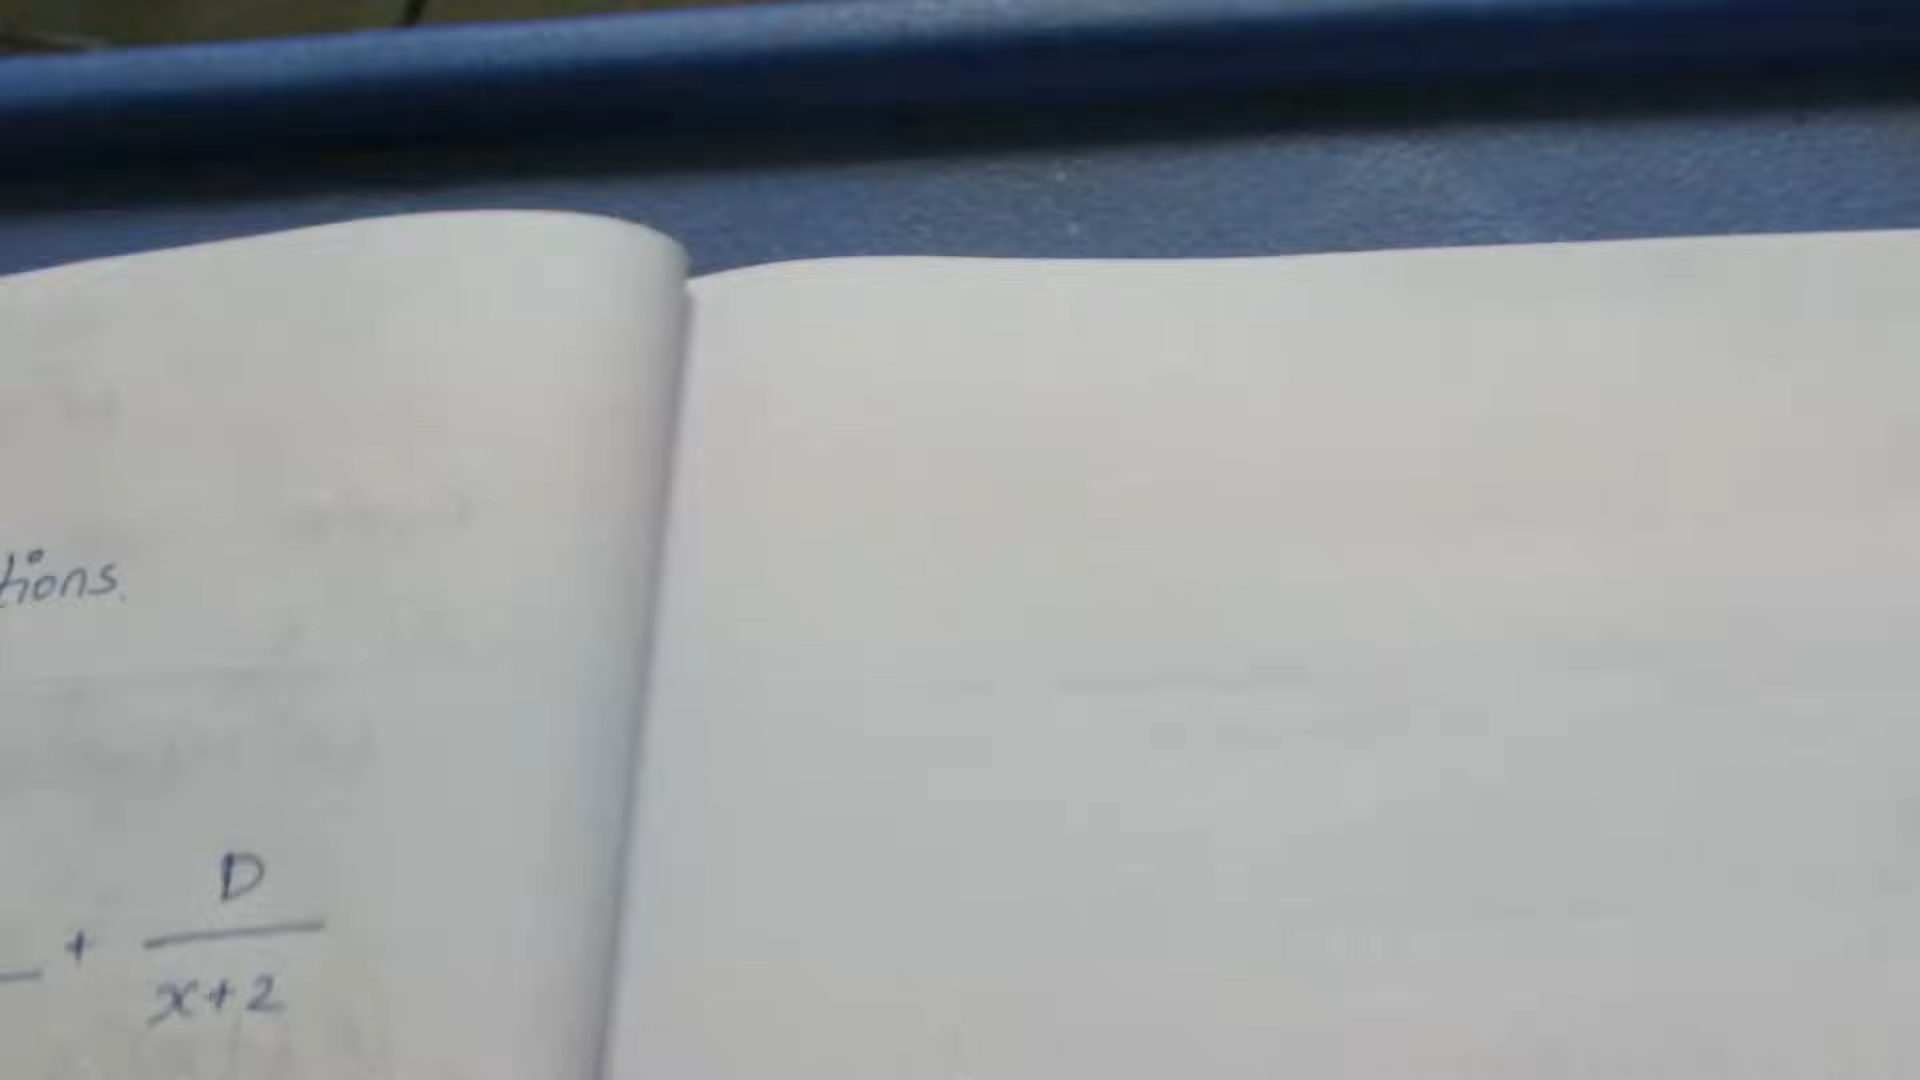 tions.
+ D/(x+2)